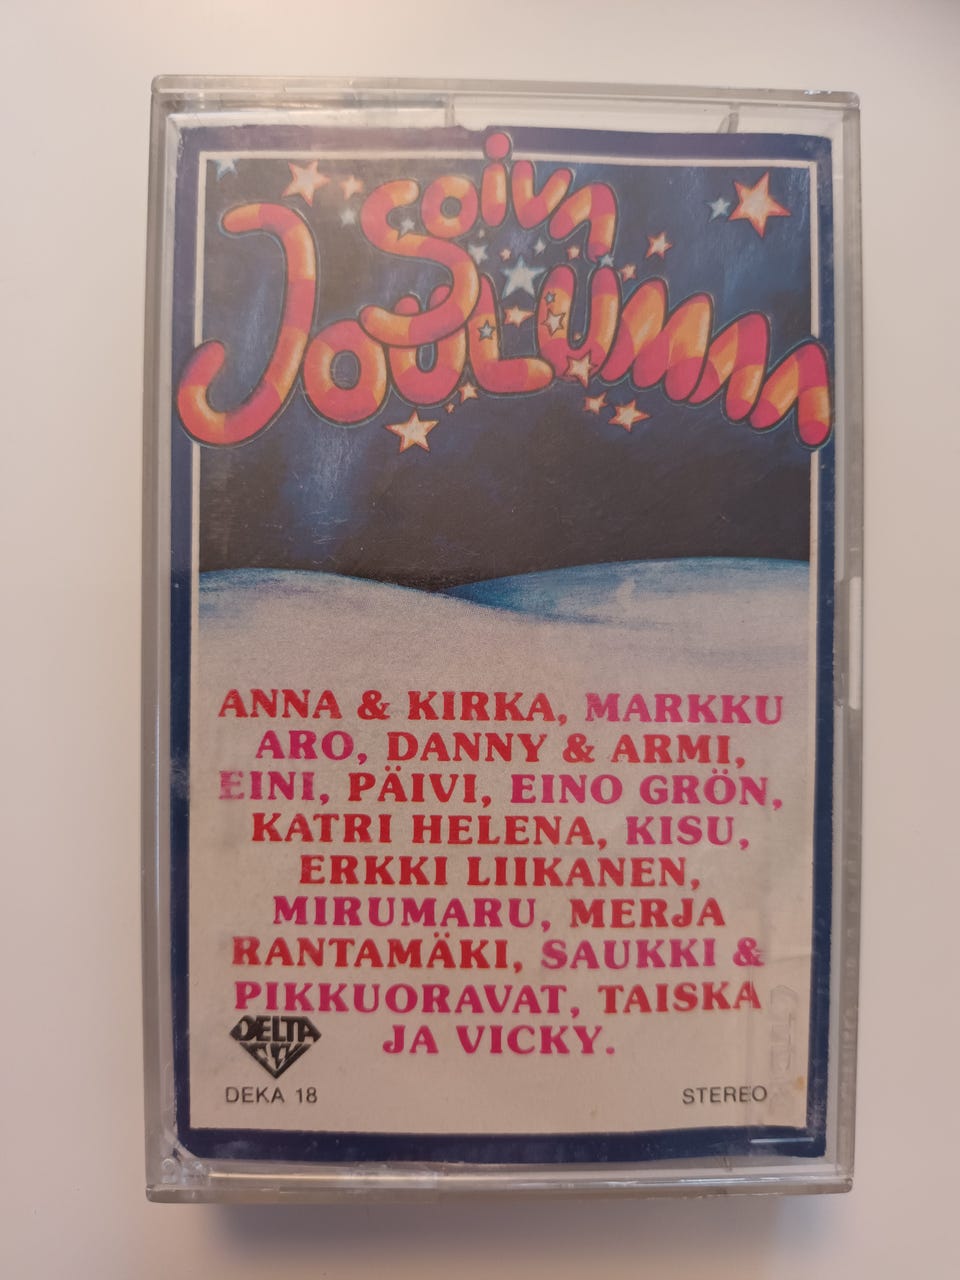 Soiva
JOULUMAA
ANNA & KIRKA, MARKKU
ARO, DANNY & ARMI,
EINI, PÄIVI, EINO GRÖN,
KATRI HELENA, KISU,
ERKKI LIIKANEN,
MIRUMARU, MERJA
RANTAMÄKI, SAUKKI &
PIKKUORAVAT, TAISKA
JA VICKY.
DELTA
DEKA 18
STEREO